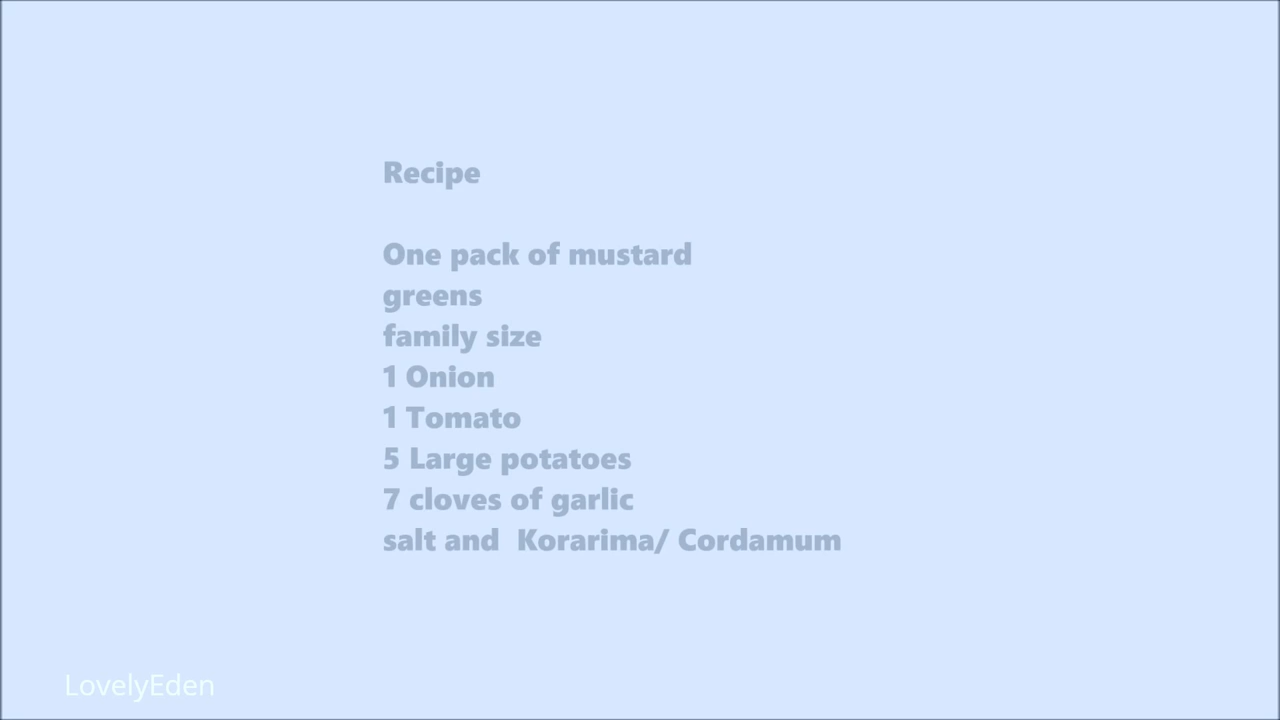 Recipe
One pack of mustard
greens
family size
1 Onion
1 Tomato
5 Large potatoes
7 cloves of garlic
salt and  Korarima/ Cordamum
LovelyEden